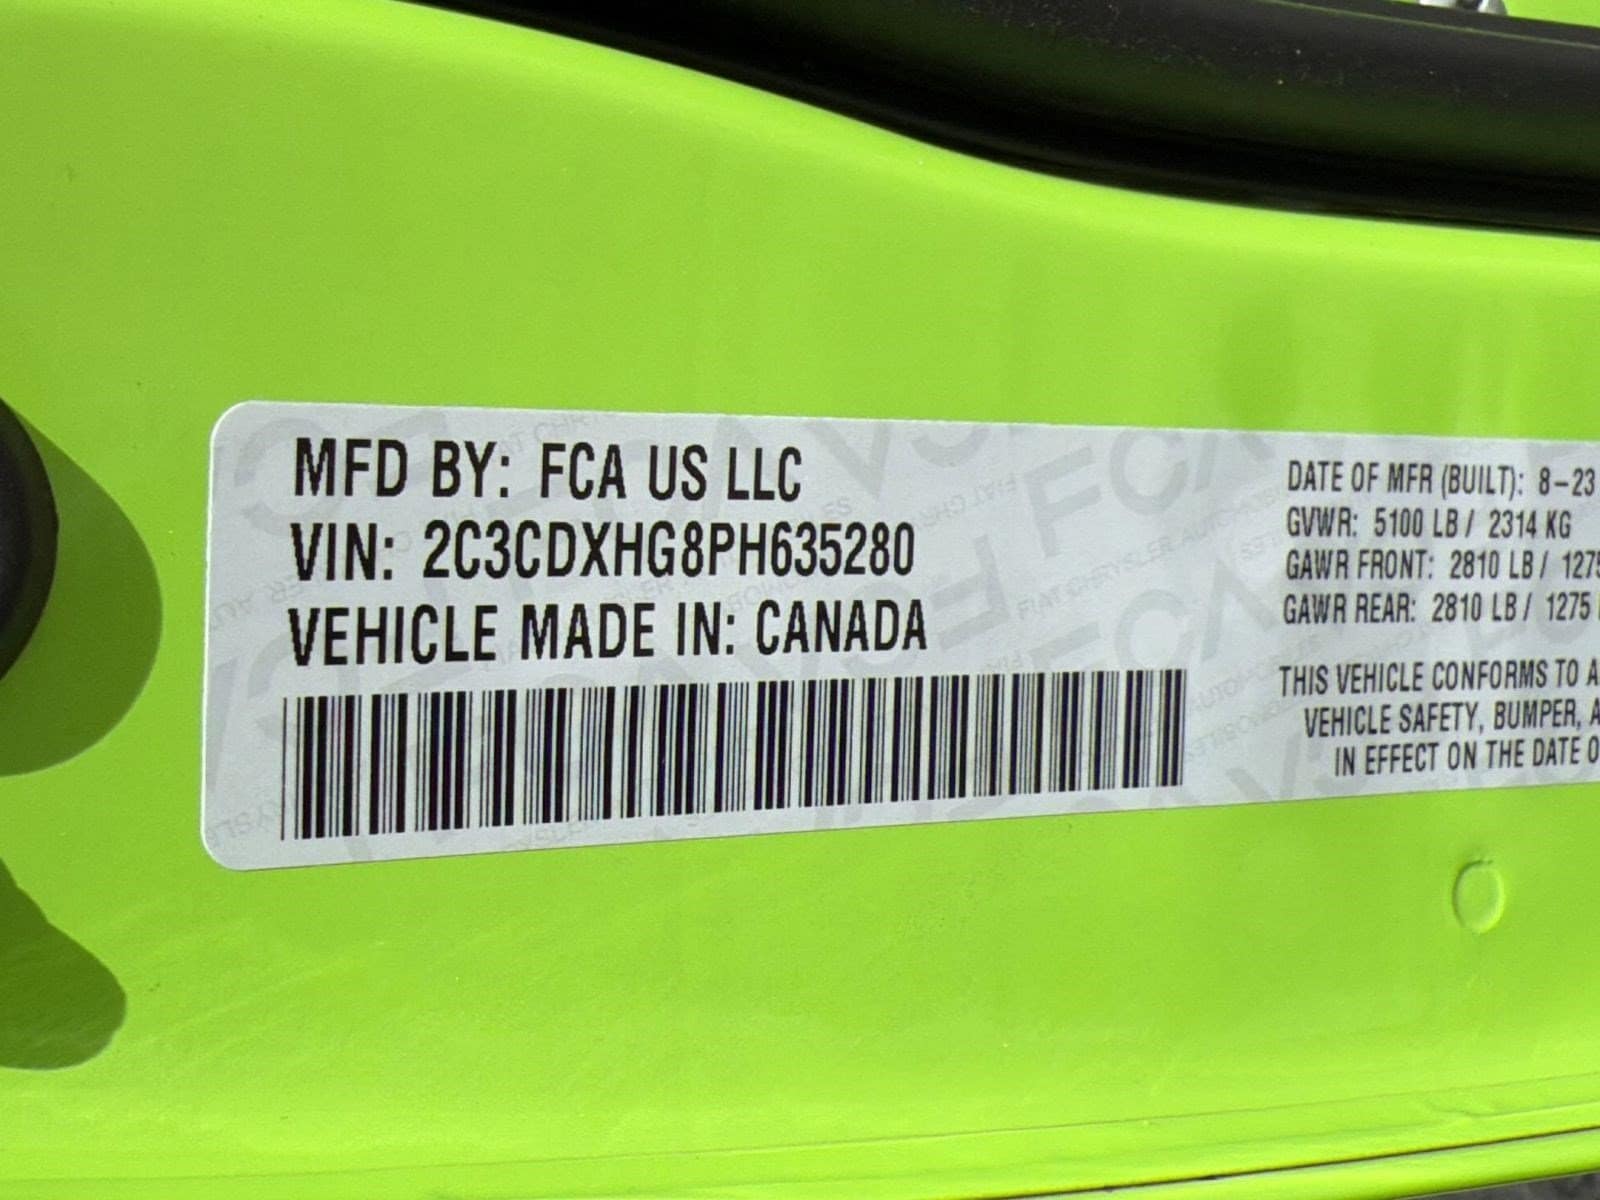 MFD BY: FCA US LLC
VIN: 2C3CDXHG8PH635280
VEHICLE MADE IN: CANADA
DATE OF MFR (BUILT): 8-23
GVWR: 5100 LB / 2314 KG
GAWR FRONT: 2810 LB / 1275
GAWR REAR: 2810 LB / 1275
THIS VEHICLE CONFORMS TO A
VEHICLE SAFETY, BUMPER, A
IN EFFECT ON THE DATE O